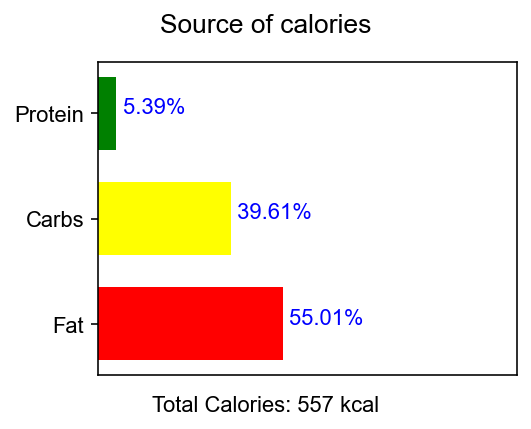 Source of calories
Protein 5.39%
Carbs 39.61%
Fat 55.01%
Total Calories: 557 kcal